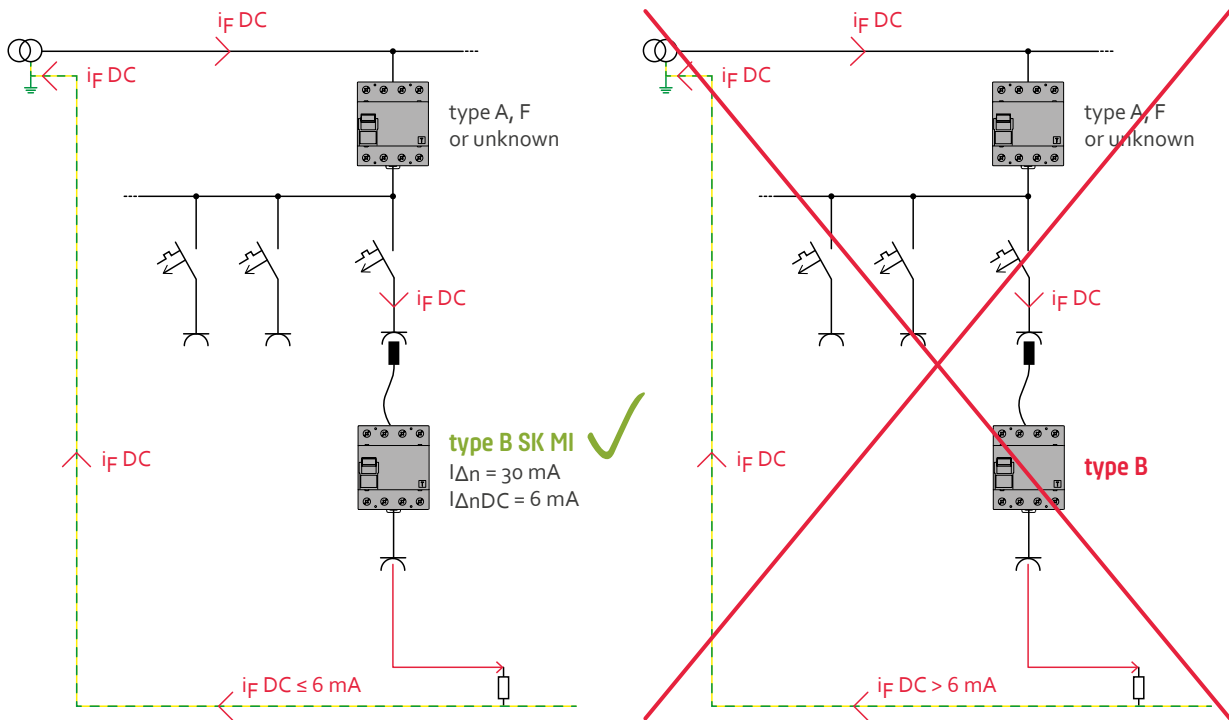 iF DC
iF DC
type A, F
or unknown
iF DC
type B SK MI
I∆n = 30 mA
I∆nDC = 6 mA
iF DC
iF DC ≤ 6 mA
iF DC
iF DC
type A, F
or unknown
iF DC
type B
iF DC
iF DC > 6 mA
T
T
T
T